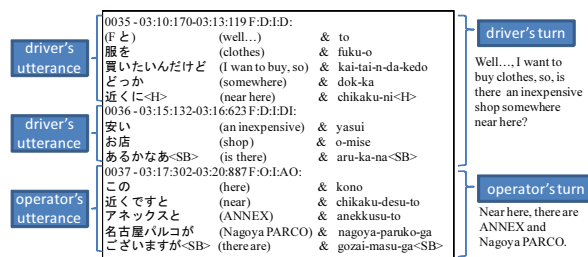 driver's utterance
driver's utterance
operator's utterance
0035 - 03:10:170-03:13:119 F:D:I:D:
(F と) (well…) & to
服を (clothes) & fuku-o
買いたいんだけど (I want to buy, so) & kai-tai-n-da-kedo
どっか (somewhere) & dok-ka
近くに<H> (near here) & chikaku-ni<H>
0036 - 03:15:132-03:16:623 F:D:I:DI:
安い (an inexpensive) & yasui
お店 (shop) & o-mise
あるかなあ<SB> (is there) & aru-ka-na<SB>
0037 - 03:17:302-03:20:887 F:O:I:AO:
この (here) & kono
近くですと (near) & chikaku-desu-to
アネックスと (ANNEX) & anekkusu-to
名古屋パルコが (Nagoya PARCO) & nagoya-paruko-ga
ございますが<SB> (there are) & gozai-masu-ga<SB>
driver's turn
Well…, I want to
buy clothes, so, is
there an inexpensive
shop somewhere
near here?
operator's turn
Near here, there are
ANNEX and
Nagoya PARCO.